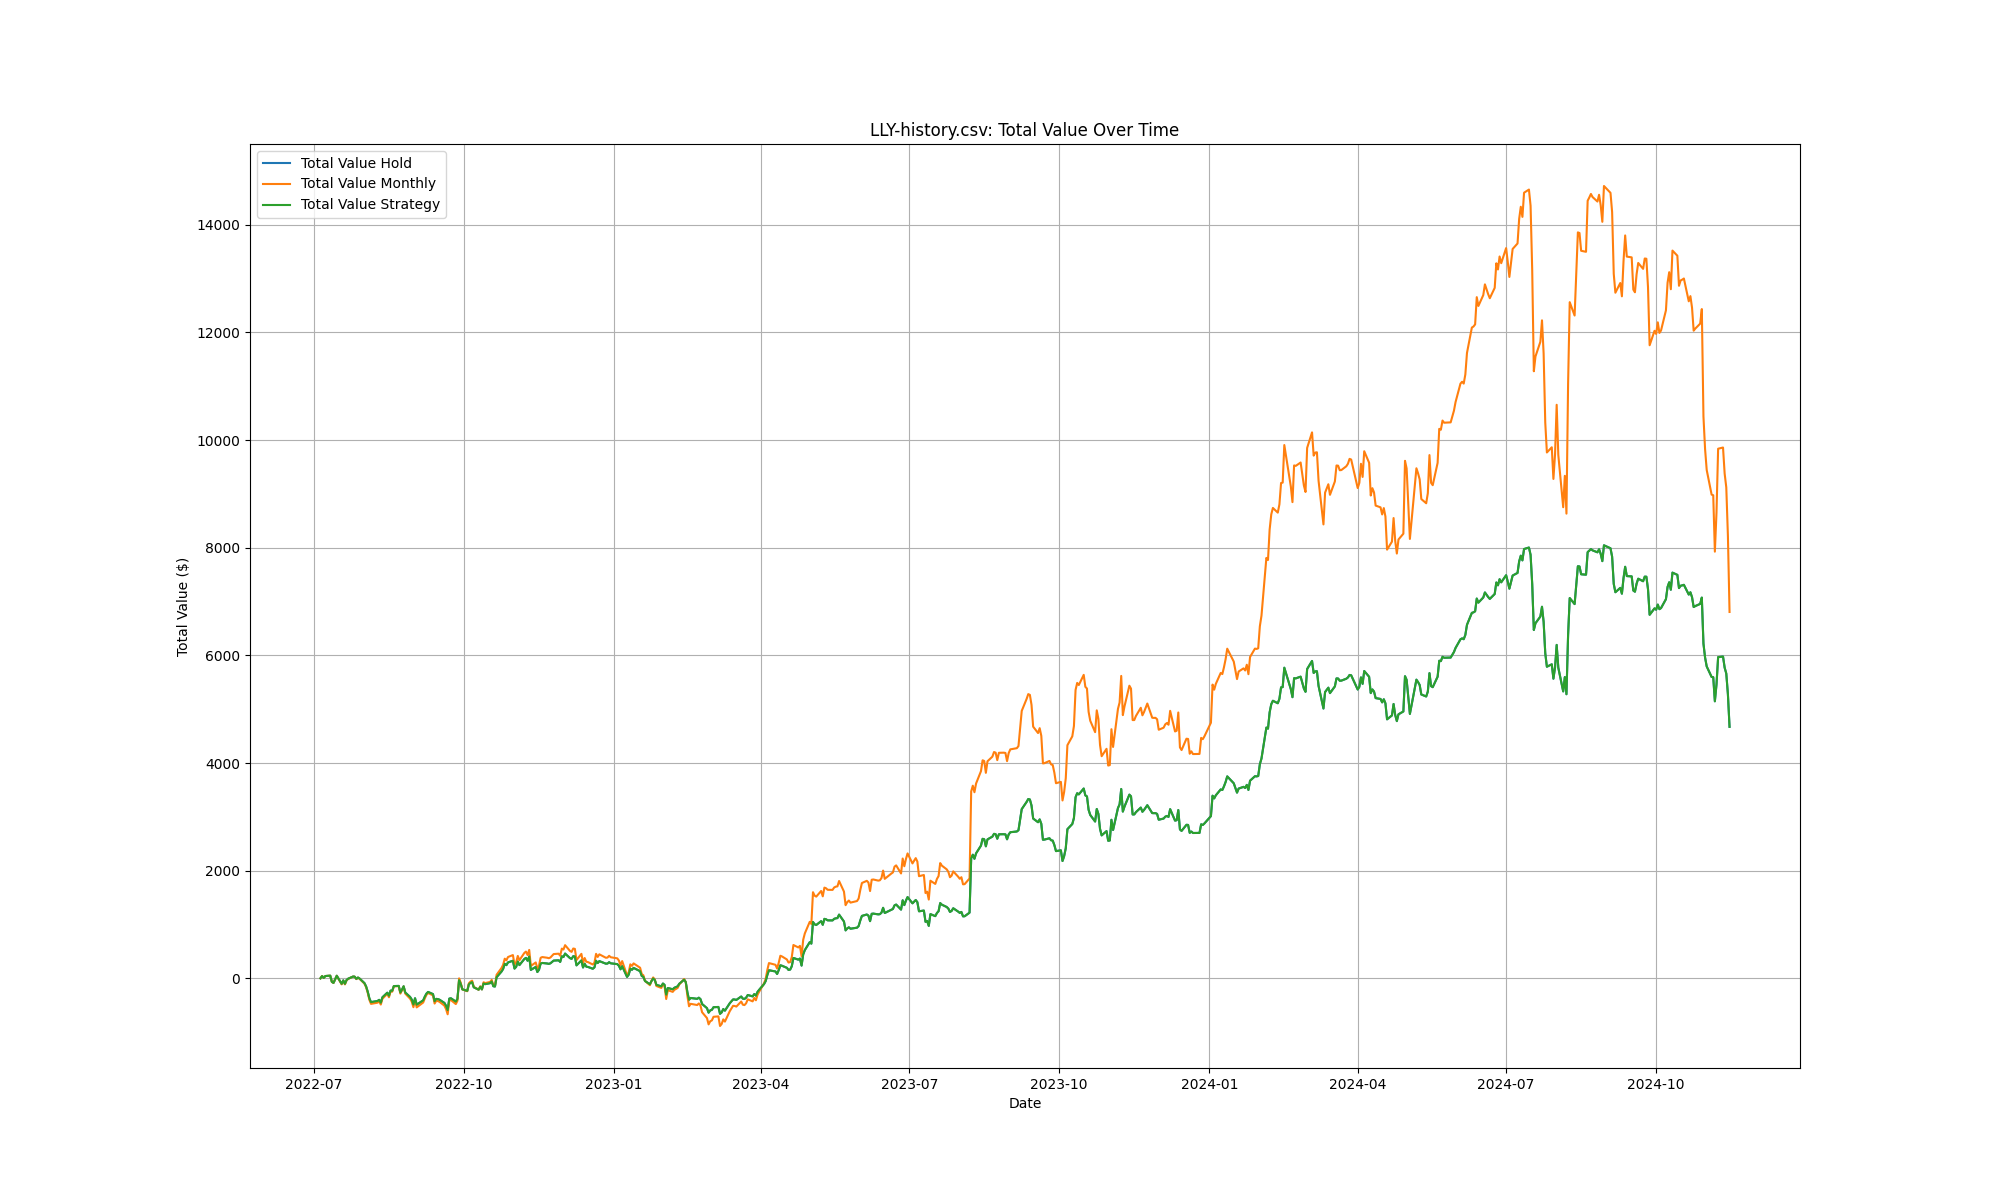 LLY-history.csv: Total Value Over Time
Total Value Hold
Total Value Monthly
Total Value Strategy
Total Value ($)
14000
12000
10000
8000
6000
4000
2000
0
2022-07 2022-10 2023-01 2023-04 2023-07 2023-10 2024-01 2024-04 2024-07 2024-10
Date